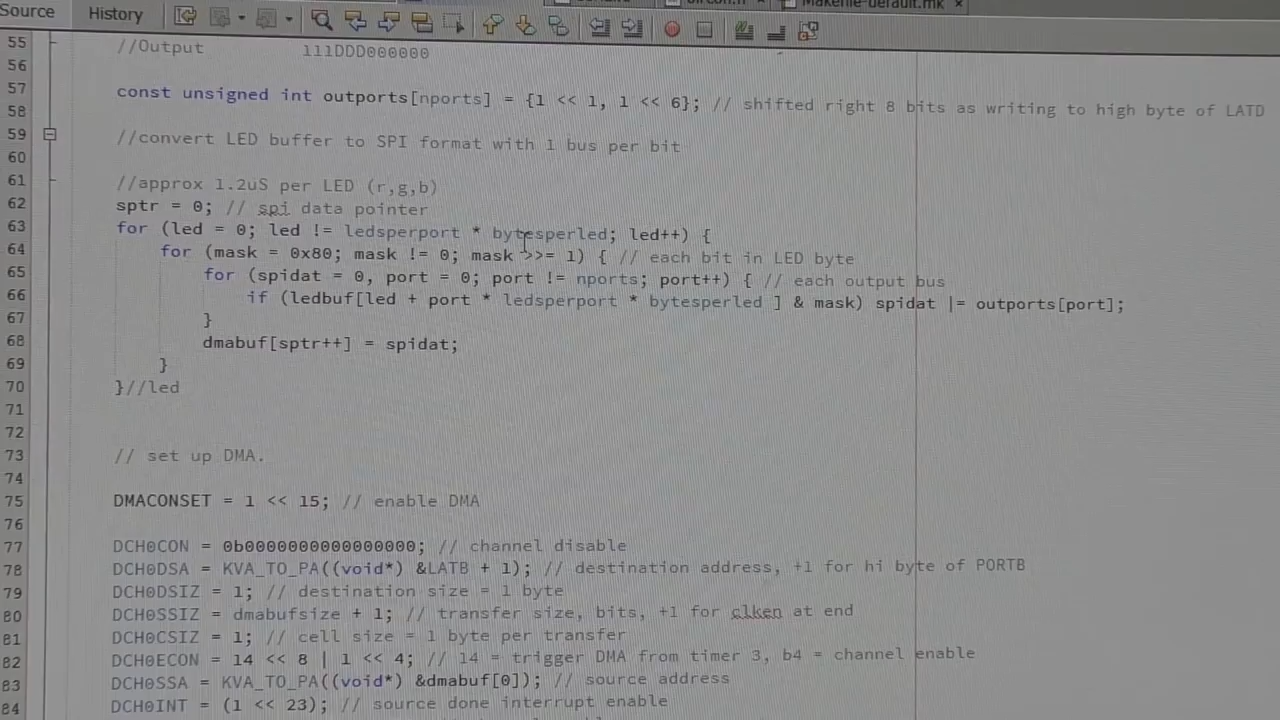 Makefile-default.mk
Source History
55 //Output lllDDD000000
56
57 const unsigned int outports[nports] = {1 << 1, 1 << 6}; // shifted right 8 bits as writing to high byte of LATD
58
59 //convert LED buffer to SPI format with 1 bus per bit
60
61 //approx 1.2uS per LED (r,g,b)
62 sptr = 0; // spi data pointer
63 for (led = 0; led != ledsperport * bytesperled; led++) {
64 for (mask = 0x80; mask != 0; mask >>= 1) { // each bit in LED byte
65 for (spidat = 0, port = 0; port != nports; port++) { // each output bus
66 if (ledbuf[led + port * ledsperport * bytesperled ] & mask) spidat |= outports[port];
67 }
68 dmabuf[sptr++] = spidat;
69 }
70 }//led
71
72
73 // set up DMA.
74
75 DMACONSET = 1 << 15; // enable DMA
76
77 DCH0CON = 0b0000000000000000; // channel disable
78 DCH0DSA = KVA_TO_PA((void*) &LATB + 1); // destination address, +1 for hi byte of PORTB
79 DCH0DSIZ = 1; // destination size = 1 byte
80 DCH0SSIZ = dmabufsize + 1; // transfer size, bits, +1 for clken at end
81 DCH0CSIZ = 1; // cell size = 1 byte per transfer
82 DCH0ECON = 14 << 8 | 1 << 4; // 14 = trigger DMA from timer 3, b4 = channel enable
83 DCH0SSA = KVA_TO_PA((void*) &dmabuf[0]); // source address
84 DCH0INT = (1 << 23); // source done interrupt enable